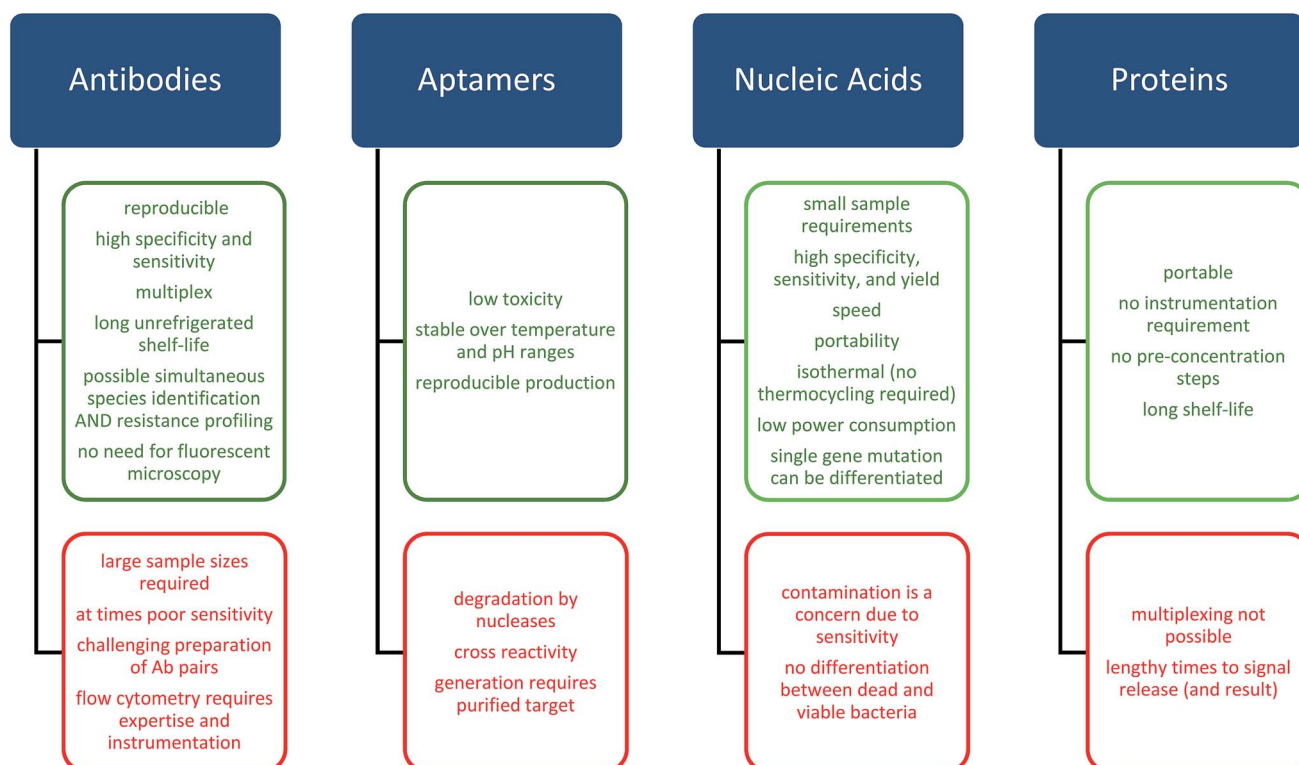 Antibodies
reproducible
high specificity and
sensitivity
multiplex
long unrefrigerated
shelf-life
possible simultaneous
species identification
AND resistance profiling
no need for fluorescent
microscopy
large sample sizes
required
at times poor sensitivity
challenging preparation
of Ab pairs
flow cytometry requires
expertise and
instrumentation
Aptamers
low toxicity
stable over temperature
and pH ranges
reproducible production
degradation by
nucleases
cross reactivity
generation requires
purified target
Nucleic Acids
small sample
requirements
high specificity,
sensitivity, and yield
speed
portability
isothermal (no
thermocycling required)
low power consumption
single gene mutation
can be differentiated
contamination is a
concern due to
sensitivity
no differentiation
between dead and
viable bacteria
Proteins
portable
no instrumentation
requirement
no pre-concentration
steps
long shelf-life
multiplexing not
possible
lengthy times to signal
release (and result)